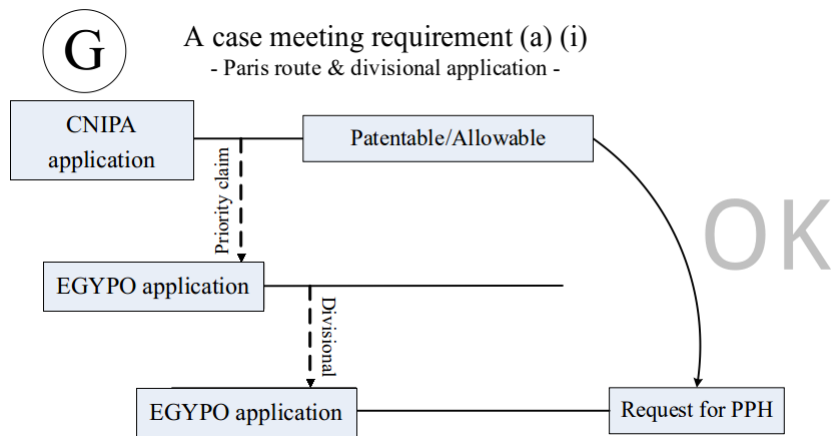 G
A case meeting requirement (a) (i)
- Paris route & divisional application -
CNIPA
application
Patentable/Allowable
Priority claim
OK
EGYPO application
Divisional
EGYPO application
Request for PPH